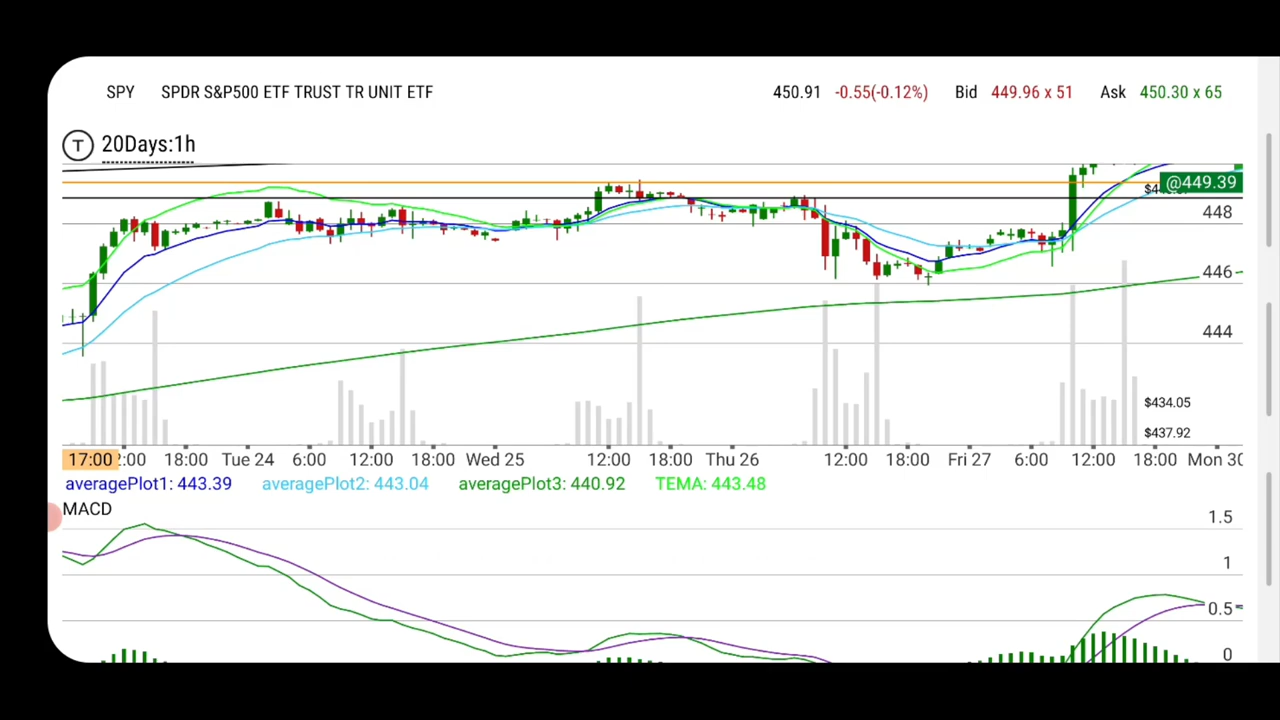 SPY SPDR S&P500 ETF TRUST TR UNIT ETF 450.91 -0.55(-0.12%) Bid 449.96 x 51 Ask 450.30 x 65
T 20Days:1h
@449.39
448
446
444
$434.05
$437.92
17:00 2:00 18:00 Tue 24 6:00 12:00 18:00 Wed 25 12:00 18:00 Thu 26 12:00 18:00 Fri 27 6:00 12:00 18:00 Mon 30
averagePlot1: 443.39 averagePlot2: 443.04 averagePlot3: 440.92 TEMA: 443.48
MACD
1.5
1
0.5
0